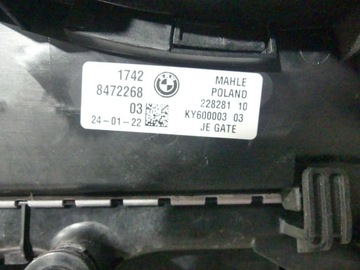 1742
8472268
03
24-01-22
MAHLE
POLAND
228281 10
KY600003 03
JE GATE